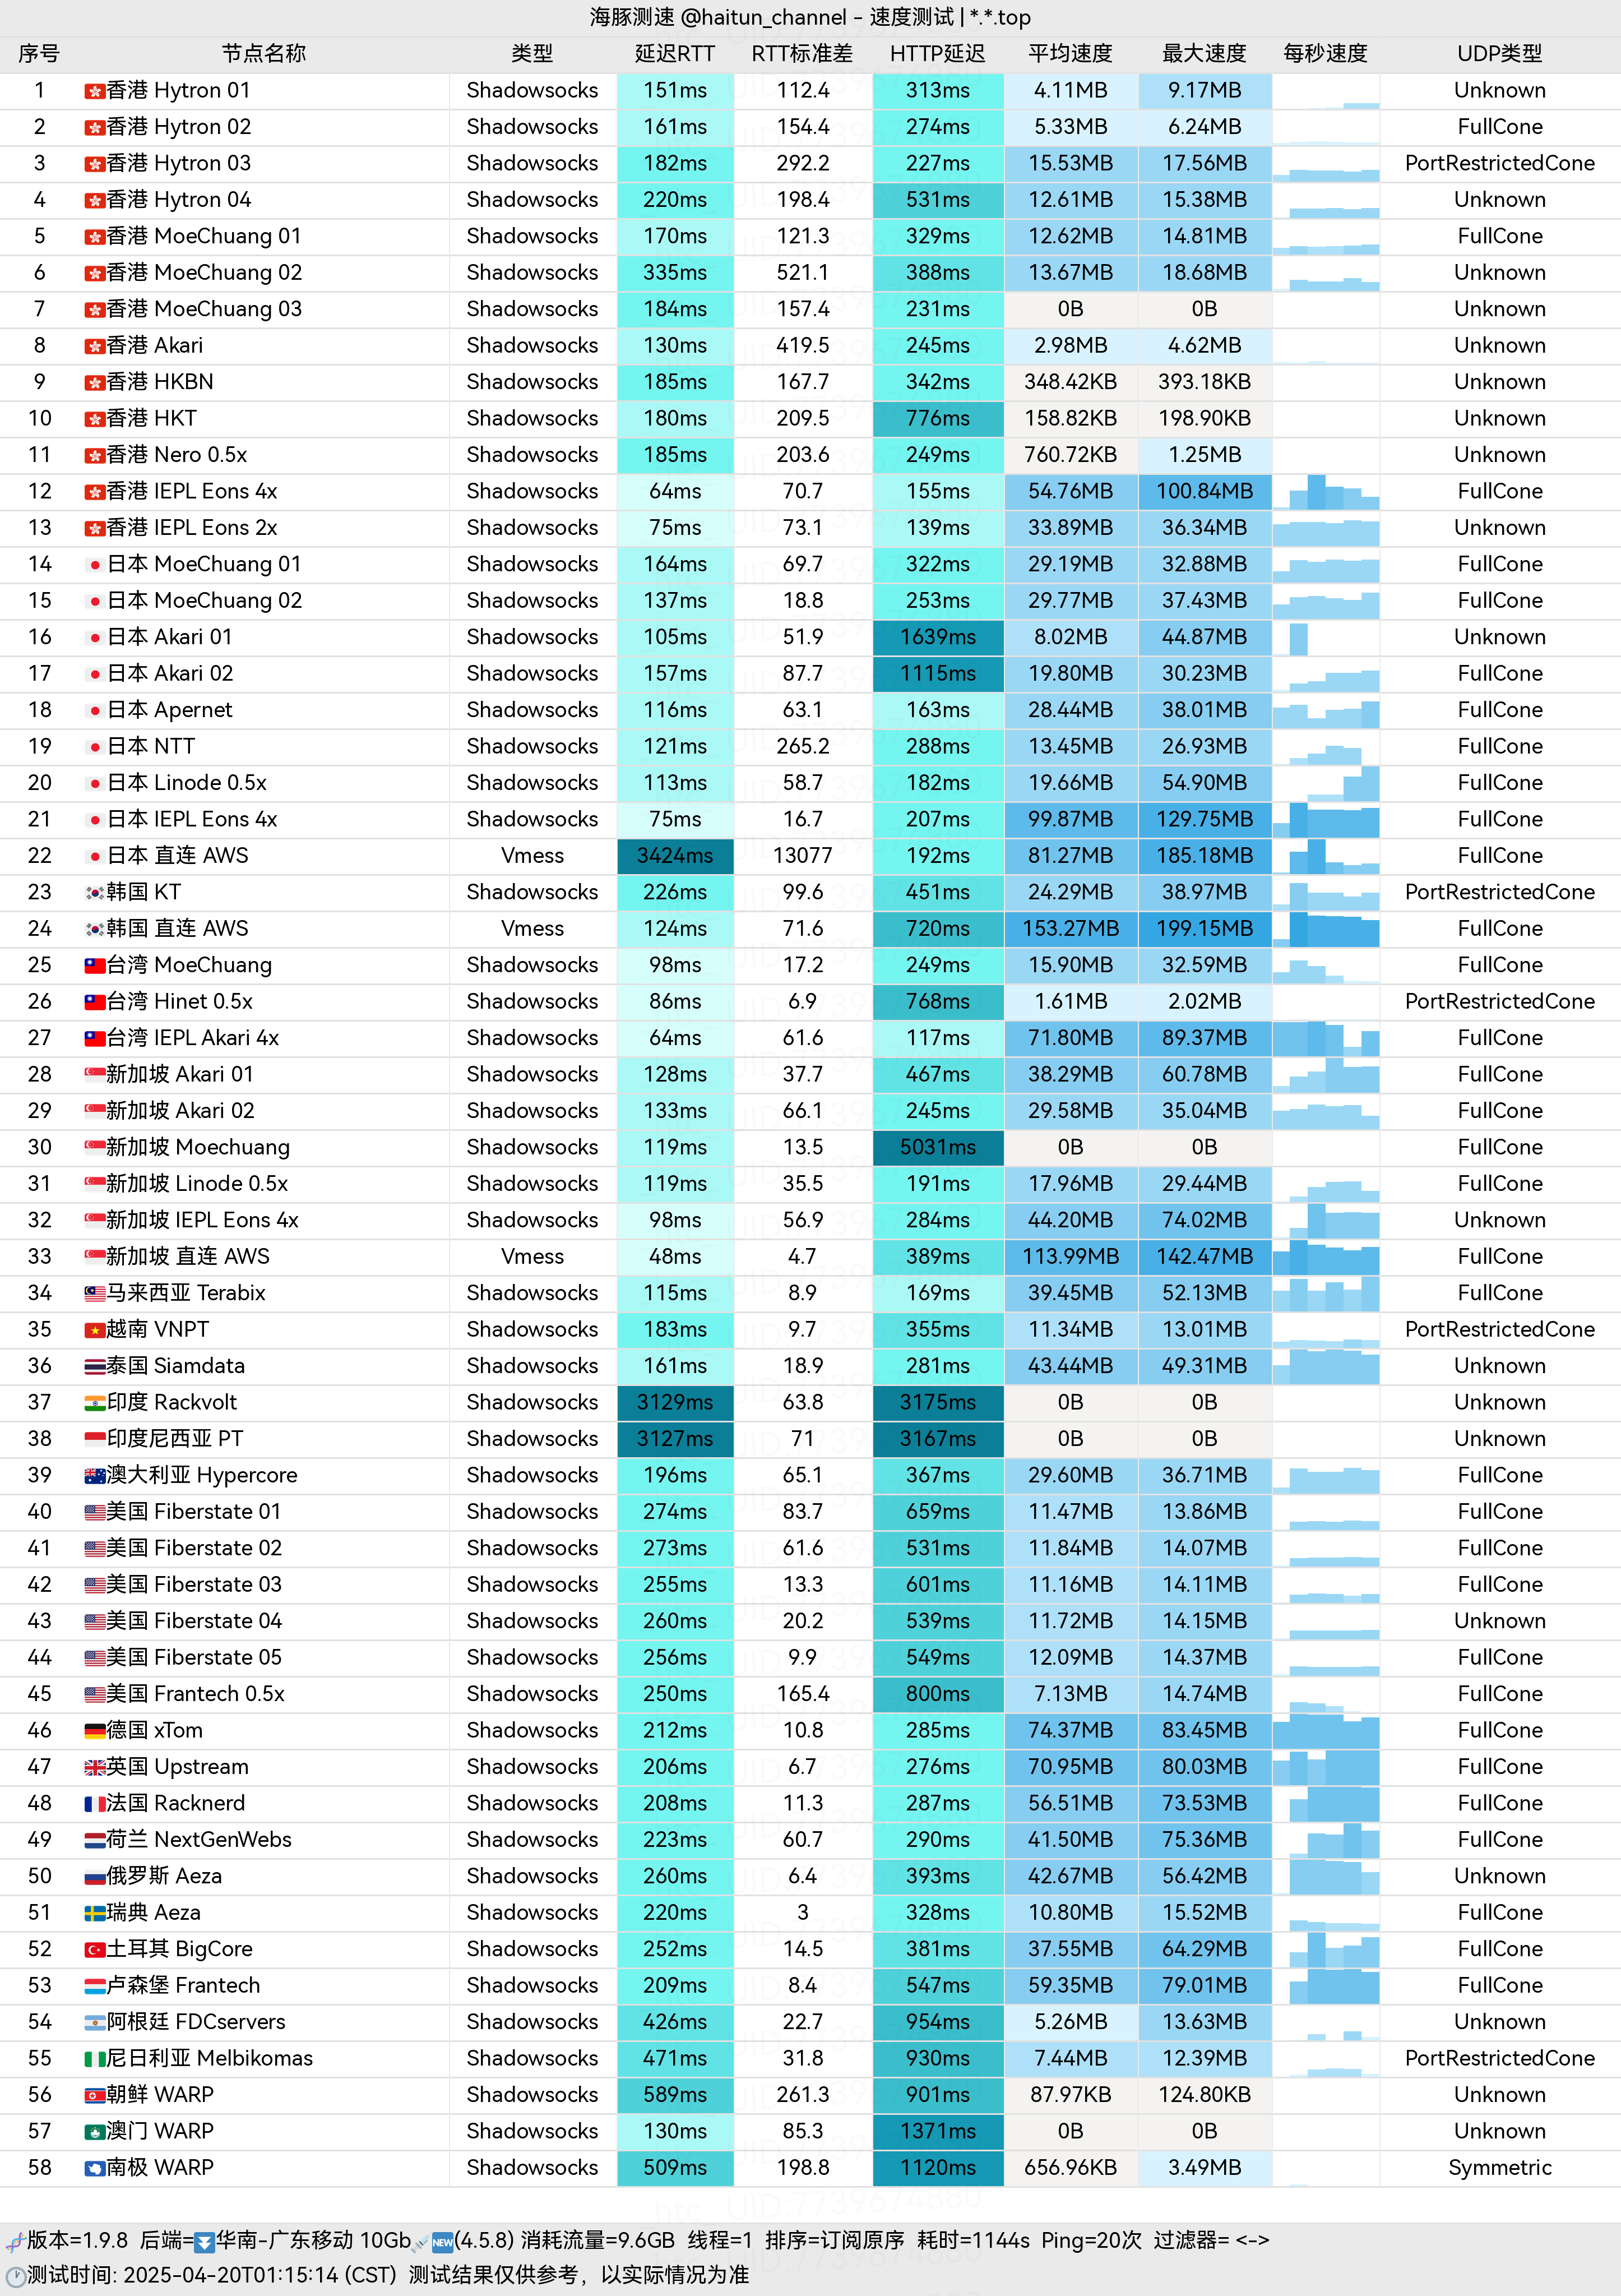 海豚测速 @haitun_channel - 速度测试 | *.*.top
序号 节点名称 类型 延迟RTT RTT标准差 HTTP延迟 平均速度 最大速度 每秒速度 UDP类型
1 香港 Hytron 01 Shadowsocks 151ms 112.4 313ms 4.11MB 9.17MB Unknown
2 香港 Hytron 02 Shadowsocks 161ms 154.4 274ms 5.33MB 6.24MB FullCone
3 香港 Hytron 03 Shadowsocks 182ms 292.2 227ms 15.53MB 17.56MB PortRestrictedCone
4 香港 Hytron 04 Shadowsocks 220ms 198.4 531ms 12.61MB 15.38MB Unknown
5 香港 MoeChuang 01 Shadowsocks 170ms 121.3 329ms 12.62MB 14.81MB FullCone
6 香港 MoeChuang 02 Shadowsocks 335ms 521.1 388ms 13.67MB 18.68MB Unknown
7 香港 MoeChuang 03 Shadowsocks 184ms 157.4 231ms 0B 0B Unknown
8 香港 Akari Shadowsocks 130ms 419.5 245ms 2.98MB 4.62MB Unknown
9 香港 HKBN Shadowsocks 185ms 167.7 342ms 348.42KB 393.18KB Unknown
10 香港 HKT Shadowsocks 180ms 209.5 776ms 158.82KB 198.90KB Unknown
11 香港 Nero 0.5x Shadowsocks 185ms 203.6 249ms 760.72KB 1.25MB Unknown
12 香港 IEPL Eons 4x Shadowsocks 64ms 70.7 155ms 54.76MB 100.84MB FullCone
13 香港 IEPL Eons 2x Shadowsocks 75ms 73.1 139ms 33.89MB 36.34MB Unknown
14 日本 MoeChuang 01 Shadowsocks 164ms 69.7 322ms 29.19MB 32.88MB FullCone
15 日本 MoeChuang 02 Shadowsocks 137ms 18.8 253ms 29.77MB 37.43MB FullCone
16 日本 Akari 01 Shadowsocks 105ms 51.9 1639ms 8.02MB 44.87MB Unknown
17 日本 Akari 02 Shadowsocks 157ms 87.7 1115ms 19.80MB 30.23MB FullCone
18 日本 Apernet Shadowsocks 116ms 63.1 163ms 28.44MB 38.01MB FullCone
19 日本 NTT Shadowsocks 121ms 265.2 288ms 13.45MB 26.93MB FullCone
20 日本 Linode 0.5x Shadowsocks 113ms 58.7 182ms 19.66MB 54.90MB FullCone
21 日本 IEPL Eons 4x Shadowsocks 75ms 16.7 207ms 99.87MB 129.75MB FullCone
22 日本 直连 AWS Vmess 3424ms 13077 192ms 81.27MB 185.18MB FullCone
23 韩国 KT Shadowsocks 226ms 99.6 451ms 24.29MB 38.97MB PortRestrictedCone
24 韩国 直连 AWS Vmess 124ms 71.6 720ms 153.27MB 199.15MB FullCone
25 台湾 MoeChuang Shadowsocks 98ms 17.2 249ms 15.90MB 32.59MB FullCone
26 台湾 Hinet 0.5x Shadowsocks 86ms 6.9 768ms 1.61MB 2.02MB PortRestrictedCone
27 台湾 IEPL Akari 4x Shadowsocks 64ms 61.6 117ms 71.80MB 89.37MB FullCone
28 新加坡 Akari 01 Shadowsocks 128ms 37.7 467ms 38.29MB 60.78MB FullCone
29 新加坡 Akari 02 Shadowsocks 133ms 66.1 245ms 29.58MB 35.04MB FullCone
30 新加坡 Moechuang Shadowsocks 119ms 13.5 5031ms 0B 0B FullCone
31 新加坡 Linode 0.5x Shadowsocks 119ms 35.5 191ms 17.96MB 29.44MB FullCone
32 新加坡 IEPL Eons 4x Shadowsocks 98ms 56.9 284ms 44.20MB 74.02MB Unknown
33 新加坡 直连 AWS Vmess 48ms 4.7 389ms 113.99MB 142.47MB FullCone
34 马来西亚 Terabix Shadowsocks 115ms 8.9 169ms 39.45MB 52.13MB FullCone
35 越南 VNPT Shadowsocks 183ms 9.7 355ms 11.34MB 13.01MB PortRestrictedCone
36 泰国 Siamdata Shadowsocks 161ms 18.9 281ms 43.44MB 49.31MB Unknown
37 印度 Rackvolt Shadowsocks 3129ms 63.8 3175ms 0B 0B Unknown
38 印度尼西亚 PT Shadowsocks 3127ms 71 3167ms 0B 0B Unknown
39 澳大利亚 Hypercore Shadowsocks 196ms 65.1 367ms 29.60MB 36.71MB FullCone
40 美国 Fiberstate 01 Shadowsocks 274ms 83.7 659ms 11.47MB 13.86MB FullCone
41 美国 Fiberstate 02 Shadowsocks 273ms 61.6 531ms 11.84MB 14.07MB FullCone
42 美国 Fiberstate 03 Shadowsocks 255ms 13.3 601ms 11.16MB 14.11MB FullCone
43 美国 Fiberstate 04 Shadowsocks 260ms 20.2 539ms 11.72MB 14.15MB Unknown
44 美国 Fiberstate 05 Shadowsocks 256ms 9.9 549ms 12.09MB 14.37MB FullCone
45 美国 Frantech 0.5x Shadowsocks 250ms 165.4 800ms 7.13MB 14.74MB FullCone
46 德国 xTom Shadowsocks 212ms 10.8 285ms 74.37MB 83.45MB FullCone
47 英国 Upstream Shadowsocks 206ms 6.7 276ms 70.95MB 80.03MB FullCone
48 法国 Racknerd Shadowsocks 208ms 11.3 287ms 56.51MB 73.53MB FullCone
49 荷兰 NextGenWebs Shadowsocks 223ms 60.7 290ms 41.50MB 75.36MB FullCone
50 俄罗斯 Aeza Shadowsocks 260ms 6.4 393ms 42.67MB 56.42MB Unknown
51 瑞典 Aeza Shadowsocks 220ms 3 328ms 10.80MB 15.52MB FullCone
52 土耳其 BigCore Shadowsocks 252ms 14.5 381ms 37.55MB 64.29MB FullCone
53 卢森堡 Frantech Shadowsocks 209ms 8.4 547ms 59.35MB 79.01MB FullCone
54 阿根廷 FDCservers Shadowsocks 426ms 22.7 954ms 5.26MB 13.63MB Unknown
55 尼日利亚 Melbikomas Shadowsocks 471ms 31.8 930ms 7.44MB 12.39MB PortRestrictedCone
56 朝鲜 WARP Shadowsocks 589ms 261.3 901ms 87.97KB 124.80KB Unknown
57 澳门 WARP Shadowsocks 130ms 85.3 1371ms 0B 0B Unknown
58 南极 WARP Shadowsocks 509ms 198.8 1120ms 656.96KB 3.49MB Symmetric
版本=1.9.8 后端=华南-广东移动 10Gb NEW(4.5.8) 消耗流量=9.6GB 线程=1 排序=订阅原序 耗时=1144s Ping=20次 过滤器= <->
测试时间: 2025-04-20T01:15:14 (CST) 测试结果仅供参考，以实际情况为准